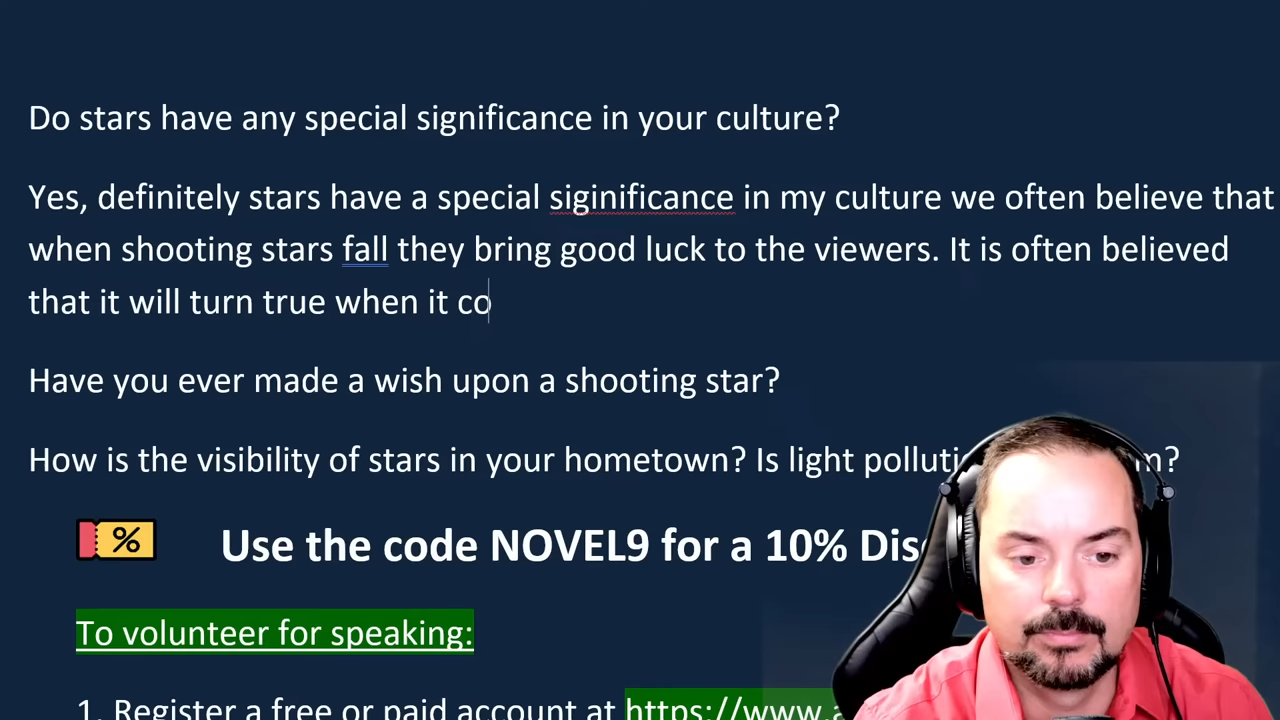 Do stars have any special significance in your culture?
Yes, definitely stars have a special siginificance in my culture we often believe that
when shooting stars fall they bring good luck to the viewers. It is often believed
that it will turn true when it co
Have you ever made a wish upon a shooting star?
How is the visibility of stars in your hometown? Is light
% Use the code NOVEL9 for a 10%
To volunteer for speaking:
1. Register a free or paid account at https://www.